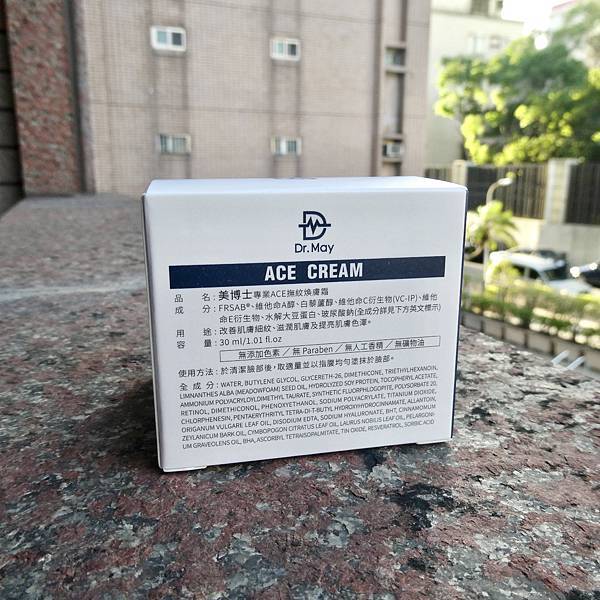 Dr. May
ACE CREAM
品名：美博士專業ACE撫紋煥膚霜
成分：FRSAB®、維他命A醇、白藜蘆醇、維他命C衍生物(VC-IP)、維他
命E衍生物、水解大豆蛋白、玻尿酸鈉(全成分詳見下方英文標示)
用途：改善肌膚細紋、滋潤肌膚及提亮肌膚色澤。
容量：30 ml/1.01 fl.oz
無添加色素／無 Paraben／無人工香精／無礦物油
使用方法：於清潔臉部後，取適量並以指腹均勻塗抹於臉部。
全成分：WATER, BUTYLENE GLYCOL, GLYCERETH-26, DIMETHICONE, TRIETHYLHEXANOIN,
LIMNANTHES ALBA (MEADOWFOAM) SEED OIL, HYDROLYZED SOY PROTEIN, TOCOPHERYL ACETATE,
AMMONIUM POLYACRYLOYLDIMETHYL TAURATE, SYNTHETIC FLUORPHLOGOPITE, POLYSORBATE 20,
RETINOL, DIMETHICONOL, PHENOXYETHANOL, SODIUM POLYACRYLATE, TITANIUM DIOXIDE,
CHLORPHENESIN, PENTAERYTHRITYL TETRA-DI-T-BUTYL HYDROXYHYDROCINNAMATE, ALLANTOIN,
ORIGANUM VULGARE LEAF OIL, DISODIUM EDTA, SODIUM HYALURONATE, BHT, CINNAMOMUM
ZEYLANICUM BARK OIL, CYMBOPOGON CITRATUS LEAF OIL, LAURUS NOBILIS LEAF OIL, PELARGONI-
UM GRAVEOLENS OIL, BHA, ASCORBYL TETRAISOPALMITATE, TIN OXIDE, RESVERATROL, SORBIC ACID